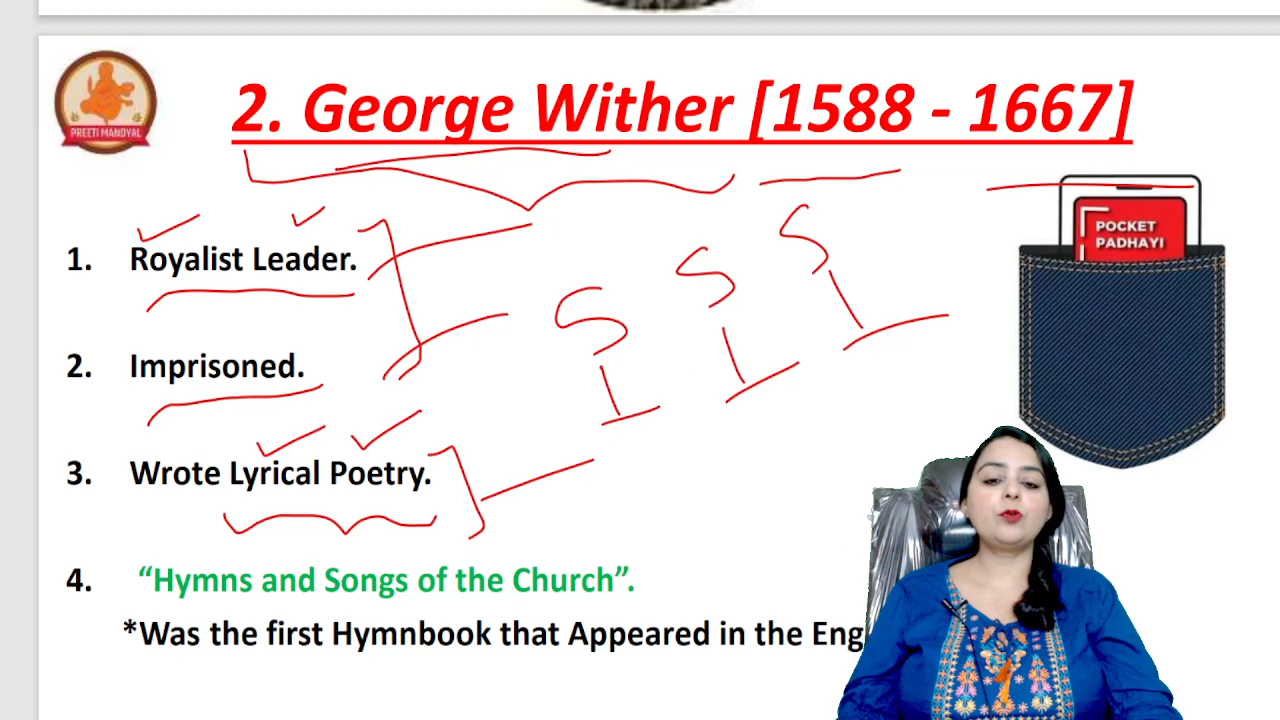 PREETI MANDYAL
2. George Wither [1588 - 1667]
POCKET
PADHAYI
1. Royalist Leader.
2. Imprisoned.
3. Wrote Lyrical Poetry.
4. “Hymns and Songs of the Church”.
*Was the first Hymnbook that Appeared in the Eng
S S S